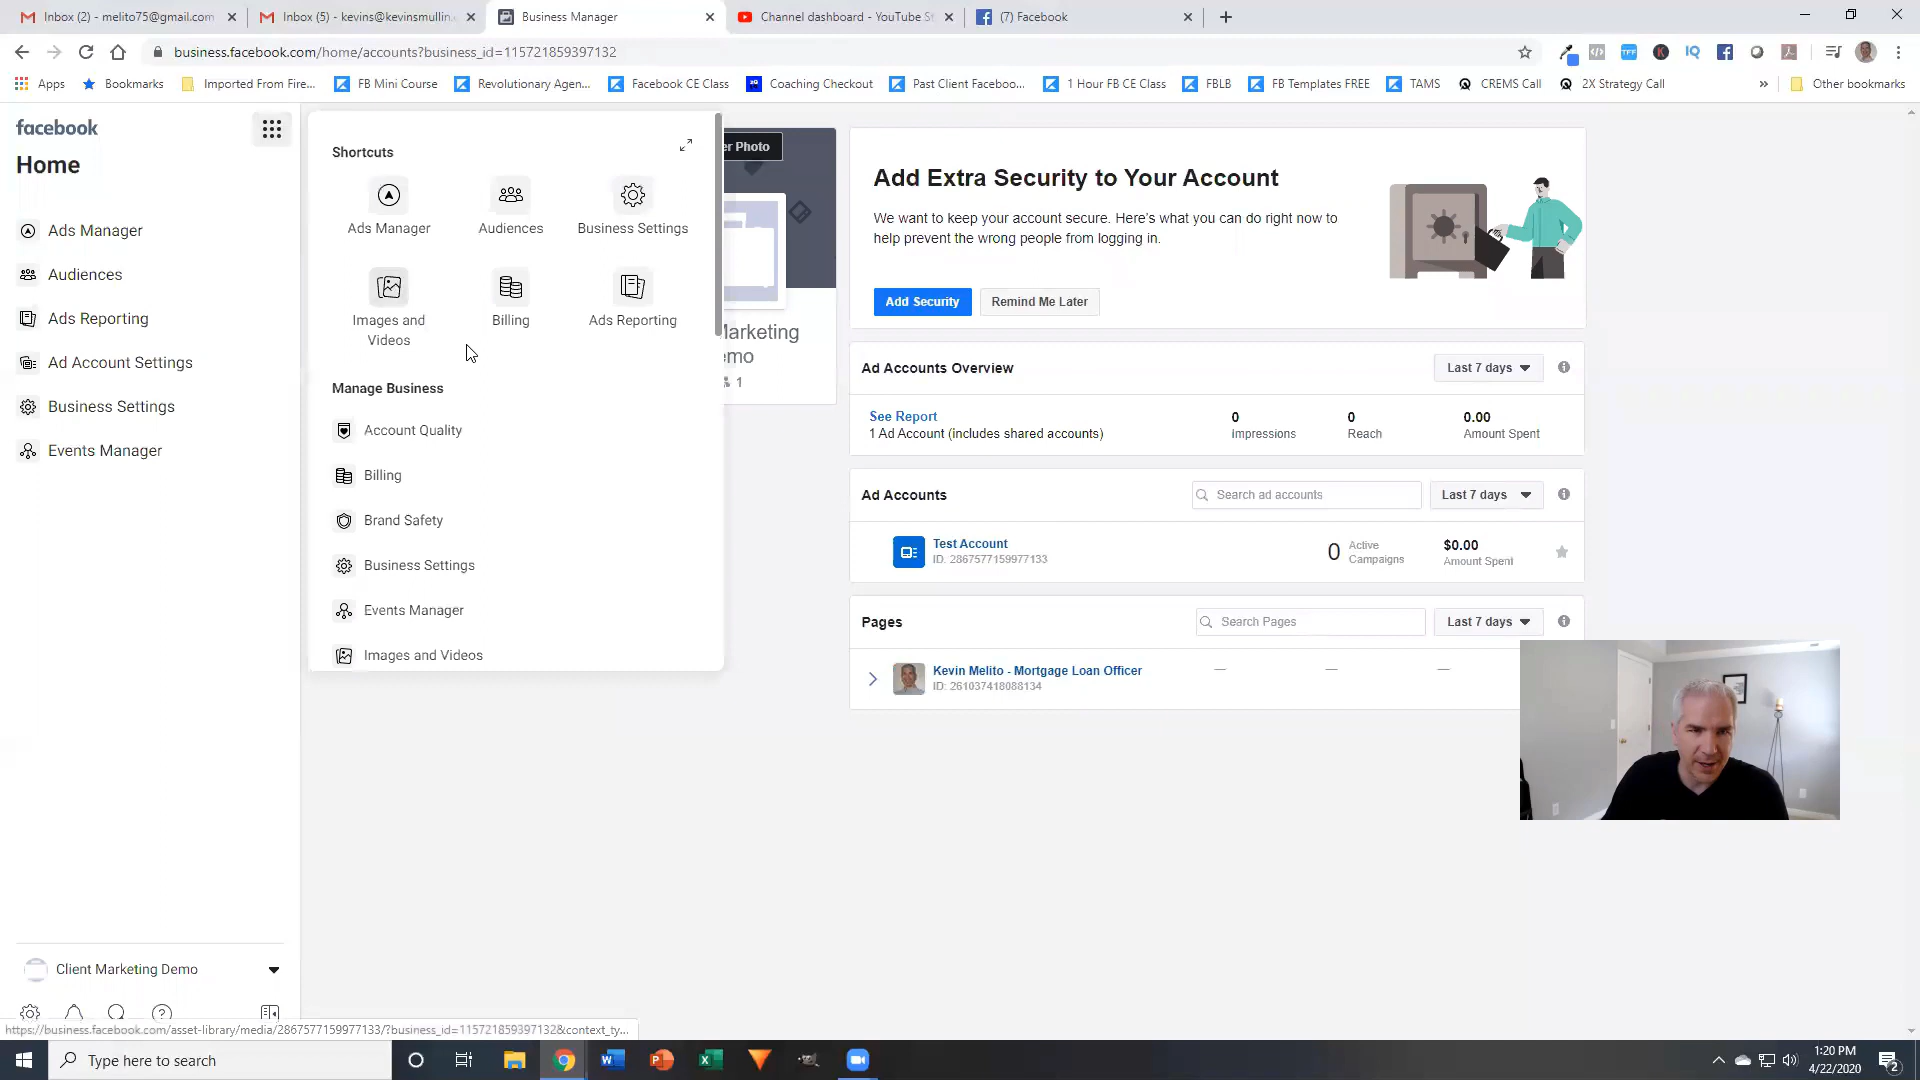 Inbox (2) - melito75@gmail.com
Inbox (5) - kevins@kevinsmullin
Business Manager
Channel dashboard - YouTube St
(7) Facebook
business.facebook.com/home/accounts?business_id=115721859397132
Apps
Bookmarks
Imported From Fire...
FB Mini Course
Revolutionary Agen...
Facebook CE Class
Coaching Checkout
Past Client Faceboo...
1 Hour FB CE Class
FBLB
FB Templates FREE
TAMS
CREMS Call
2X Strategy Call
»
Other bookmarks
facebook
Home
Ads Manager
Audiences
Ads Reporting
Ad Account Settings
Business Settings
Events Manager
Shortcuts
Ads Manager
Audiences
Business Settings
Images and
Videos
Billing
Ads Reporting
Manage Business
Account Quality
Billing
Brand Safety
Business Settings
Events Manager
Images and Videos
er Photo
Marketing
emo
1
Add Extra Security to Your Account
We want to keep your account secure. Here's what you can do right now to
help prevent the wrong people from logging in.
Add Security
Remind Me Later
Ad Accounts Overview
Last 7 days
See Report
1 Ad Account (includes shared accounts)
0
Impressions
0
Reach
0.00
Amount Spent
Ad Accounts
Search ad accounts
Last 7 days
Test Account
ID: 2867577159977133
0 Active
Campaigns
$0.00
Amount Spent
Pages
Search Pages
Last 7 days
Kevin Melito - Mortgage Loan Officer
ID: 261037418088134
— — —
Client Marketing Demo
https://business.facebook.com/asset-library/media/2867577159977133/?business_id=115721859397132&context_ty...
Type here to search
1:20 PM
4/22/2020
2